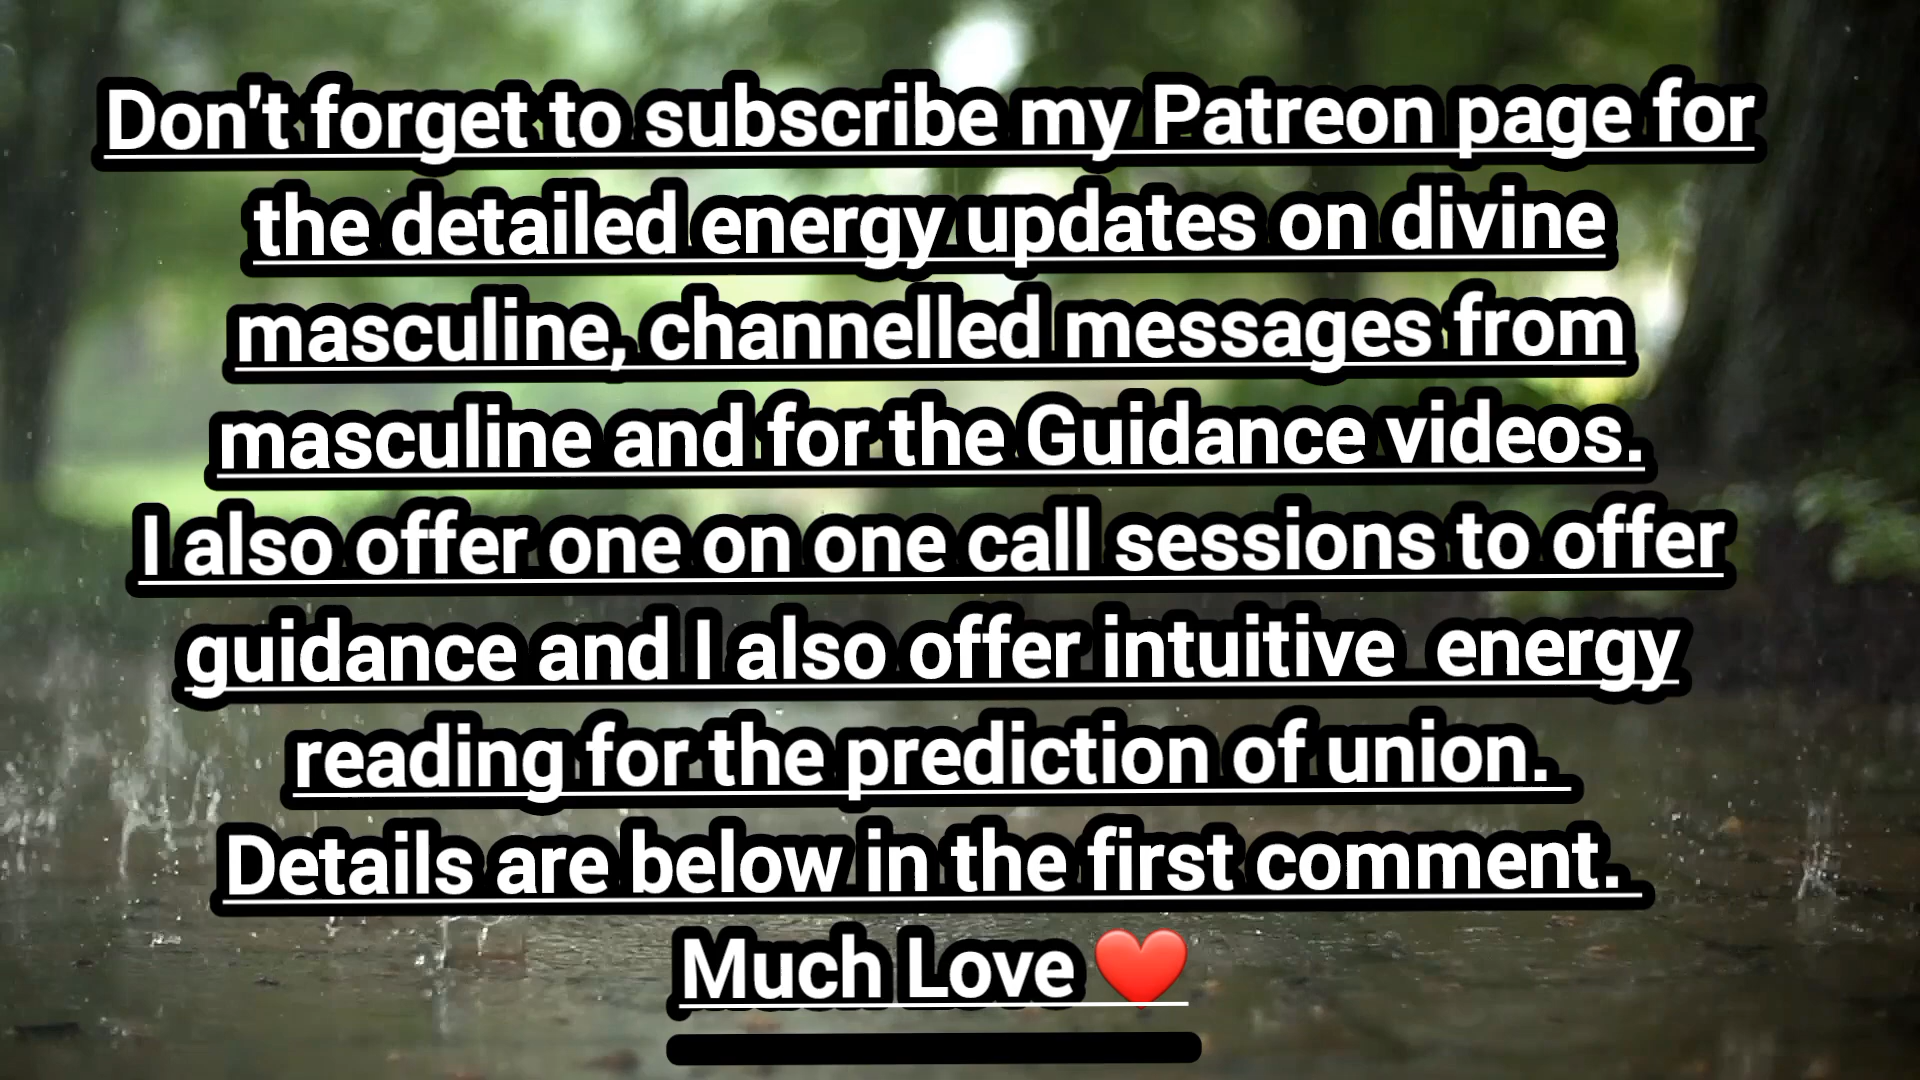 Don't forget to subscribe my Patreon page for
the detailed energy updates on divine
masculine, channelled messages from
masculine and for the Guidance videos.
I also offer one on one call sessions to offer
guidance and I also offer intuitive  energy
reading for the prediction of union.
Details are below in the first comment.
Much Love ❤️